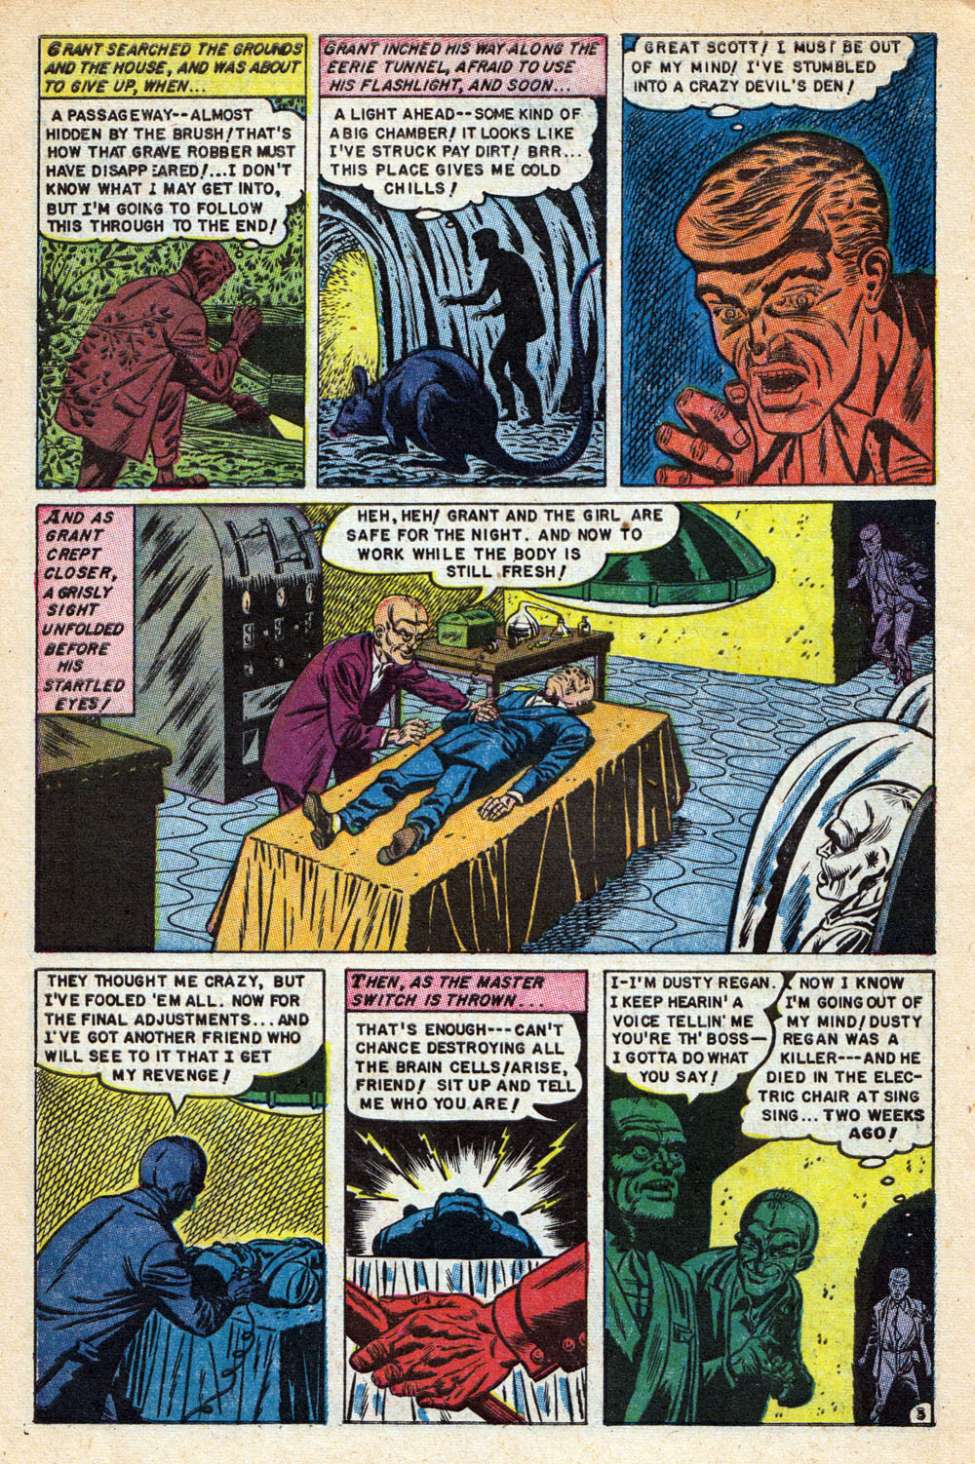 GRANT SEARCHED THE GROUNDS
AND THE HOUSE, AND WAS ABOUT
TO GIVE UP, WHEN...
A PASSAGEWAY--ALMOST
HIDDEN BY THE BRUSH! THAT'S
HOW THAT GRAVE ROBBER MUST
HAVE DISAPPEARED!...I DON'T
KNOW WHAT I MAY GET INTO,
BUT I'M GOING TO FOLLOW
THIS THROUGH TO THE END!
GRANT INCHED HIS WAY ALONG THE
EERIE TUNNEL, AFRAID TO USE
HIS FLASHLIGHT, AND SOON...
A LIGHT AHEAD--SOME KIND OF
A BIG CHAMBER! IT LOOKS LIKE
I'VE STRUCK PAY DIRT! BRR...
THIS PLACE GIVES ME COLD
CHILLS!
GREAT SCOTT! I MUST BE OUT
OF MY MIND! I'VE STUMBLED
INTO A CRAZY DEVIL'S DEN!
AND AS
GRANT
CREPT
CLOSER,
A GRISLY
SIGHT
UNFOLDED
BEFORE
HIS
STARTLED
EYES!
HEH, HEH! GRANT AND THE GIRL ARE
SAFE FOR THE NIGHT. AND NOW TO
WORK WHILE THE BODY IS
STILL FRESH!
THEY THOUGHT ME CRAZY, BUT
I'VE FOOLED 'EM ALL. NOW FOR
THE FINAL ADJUSTMENTS...AND
I'VE GOT ANOTHER FRIEND WHO
WILL SEE TO IT THAT I GET
MY REVENGE!
THEN, AS THE MASTER
SWITCH IS THROWN...
THAT'S ENOUGH---CAN'T
CHANCE DESTROYING ALL
THE BRAIN CELLS! ARISE,
FRIEND! SIT UP AND TELL
ME WHO YOU ARE!
I-I'M DUSTY REGAN.
I KEEP HEARIN' A
VOICE TELLIN' ME
YOU'RE TH' BOSS—
I GOTTA DO WHAT
YOU SAY!
NOW I KNOW
I'M GOING OUT OF
MY MIND! DUSTY
REGAN WAS A
KILLER---AND HE
DIED IN THE ELEC-
TRIC CHAIR AT SING
SING... TWO WEEKS
AGO!
3